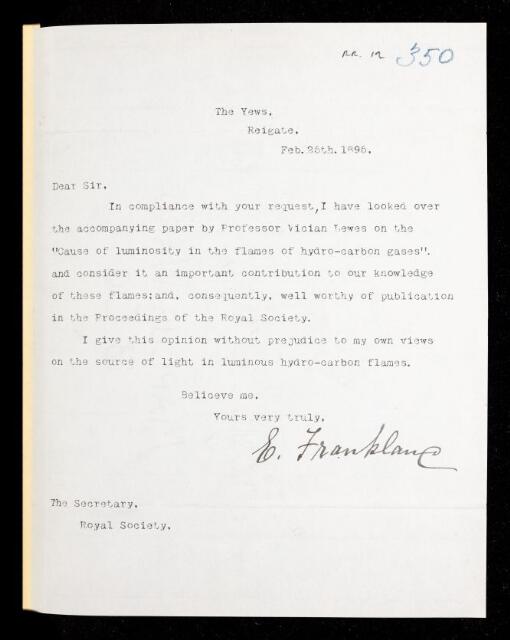 RR. 12 350
The Yews.
Reigate.
Feb. 25th. 1895.
Dear Sir.
In compliance with your request, I have looked over
the accompanying paper by Professor Vivian Lewes on the
"Cause of luminosity in the flames of hydro-carbon gases".
and consider it an important contribution to our knowledge
of these flames; and, consequently, well worthy of publication
in the Proceedings of the Royal Society.
I give this opinion without prejudice to my own views
on the source of light in luminous hydro-carbon flames.
Beliceve me.
Yours very truly.
E. Frankland
The Secretary.
Royal Society.